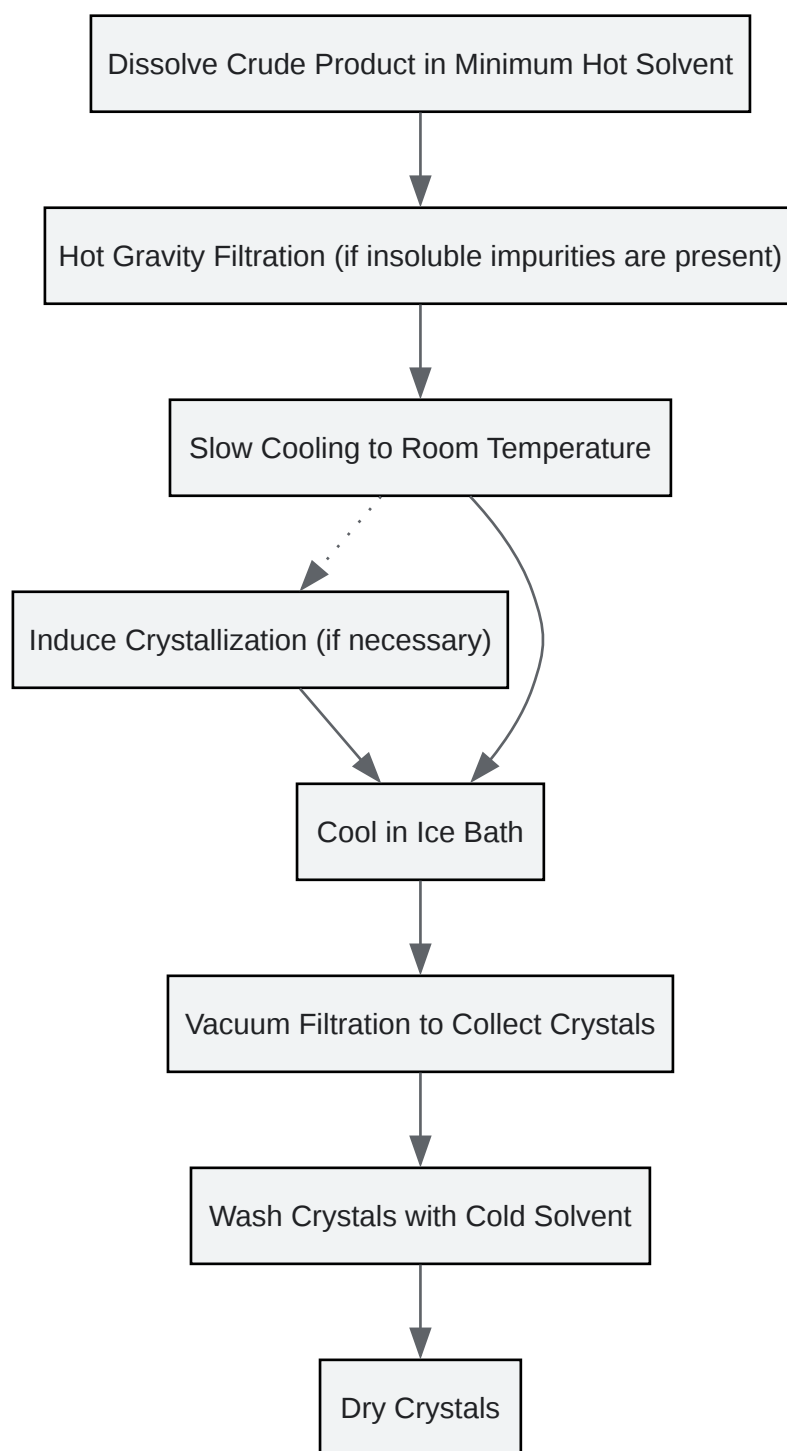 Dissolve Crude Product in Minimum Hot Solvent
Hot Gravity Filtration (if insoluble impurities are present)
Slow Cooling to Room Temperature
Induce Crystallization (if necessary)
Cool in Ice Bath
Vacuum Filtration to Collect Crystals
Wash Crystals with Cold Solvent
Dry Crystals